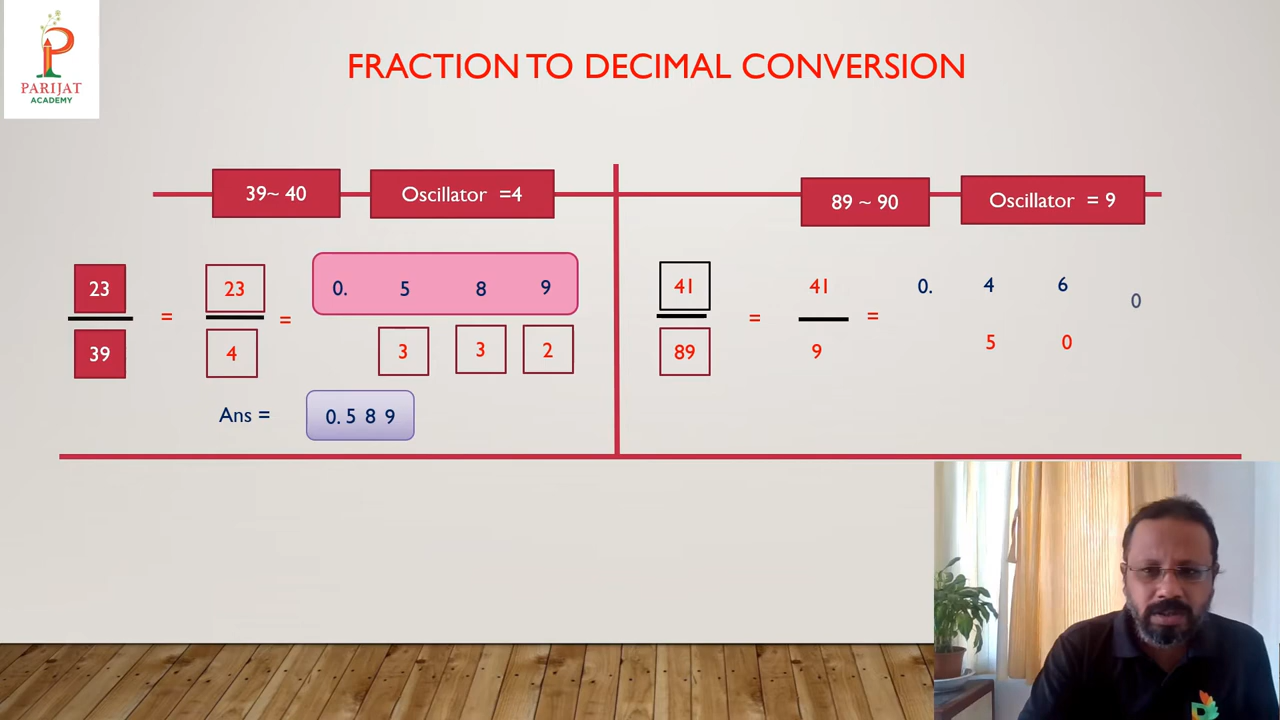 PARIJAT
ACADEMY
FRACTION TO DECIMAL CONVERSION
39~ 40
Oscillator =4
23
39
=
23
4
=
0. 5 8 9
3 3 2
Ans =
0. 5 8 9
89 ~ 90
Oscillator = 9
41
89
=
41
9
=
0. 4 6 0
5 0